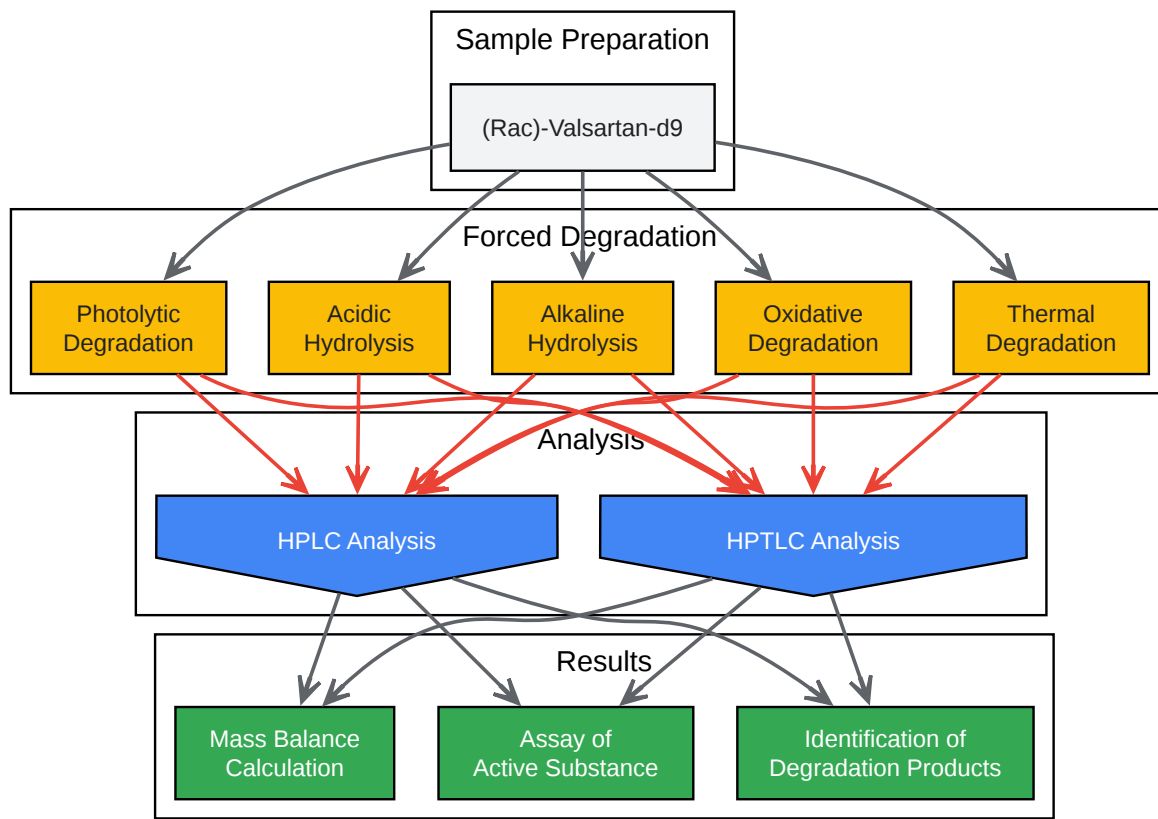 Sample Preparation
(Rac)-Valsartan-d9
Forced Degradation
Photolytic
Degradation
Acidic
Hydrolysis
Alkaline
Hydrolysis
Oxidative
Degradation
Thermal
Degradation
Analysis
HPLC Analysis
HPTLC Analysis
Results
Mass Balance
Calculation
Assay of
Active Substance
Identification of
Degradation Products